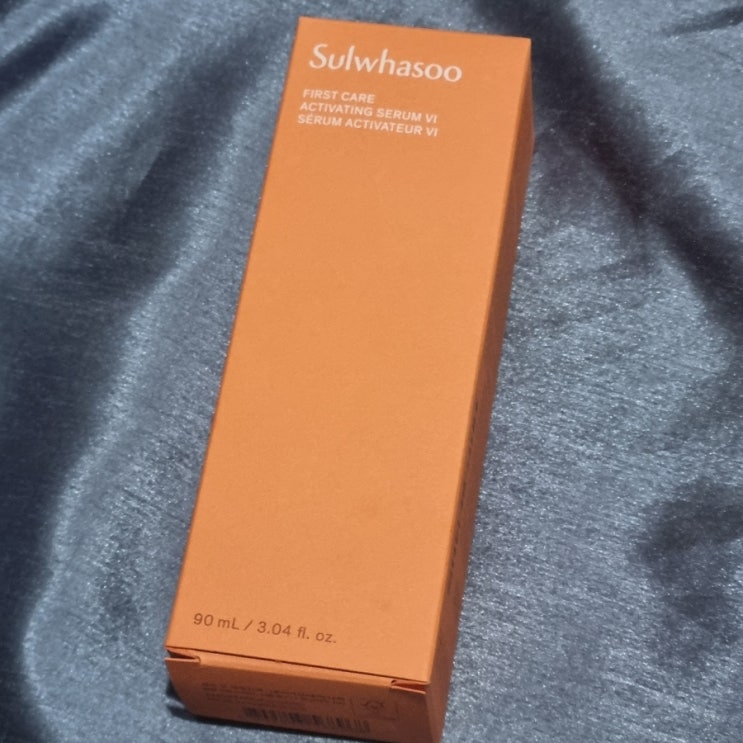 Sulwhasoo
FIRST CARE
ACTIVATING SERUM VI
SÉRUM ACTIVATEUR VI
90 mL / 3.04 fl. oz.